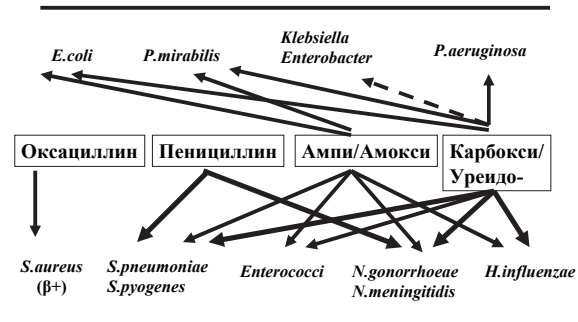 E.coli
P.mirabilis
Klebsiella
Enterobacter
P.aeruginosa
Оксациллин
Пенициллин
Ампи/Амокси
Карбокси/
Уреидо-
S.aureus
(β+)
S.pneumoniae
S.pyogenes
Enterococci
N.gonorrhoeae
N.meningitidis
H.influenzae